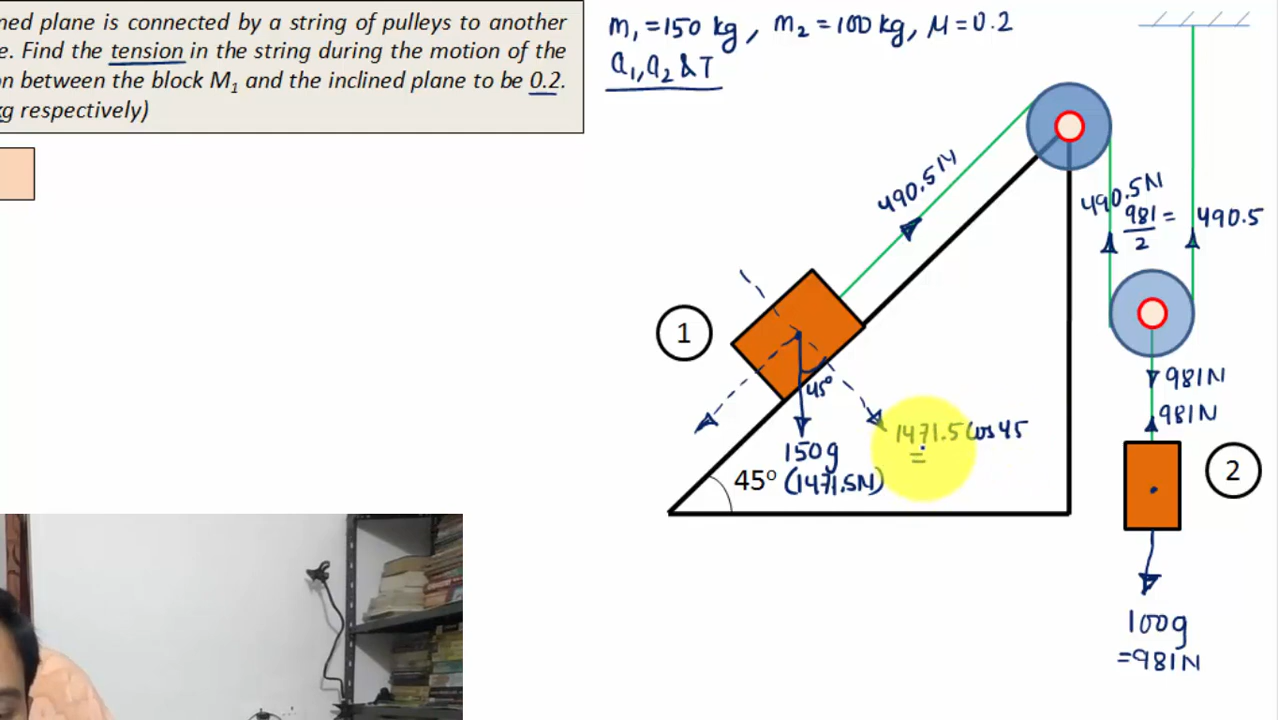 ned plane is connected by a string of pulleys to another
e. Find the tension in the string during the motion of the
on between the block M1 and the inclined plane to be 0.2.
g respectively)
m1=150 kg, m2=100kg, μ=0.2
a1,a2 & T
490.5N
490.5N
981/2 = 490.5
1
45°
150g
(1471.5N)
45°
1471.5 Cos45
=
981N
981N
2
100g
=981N